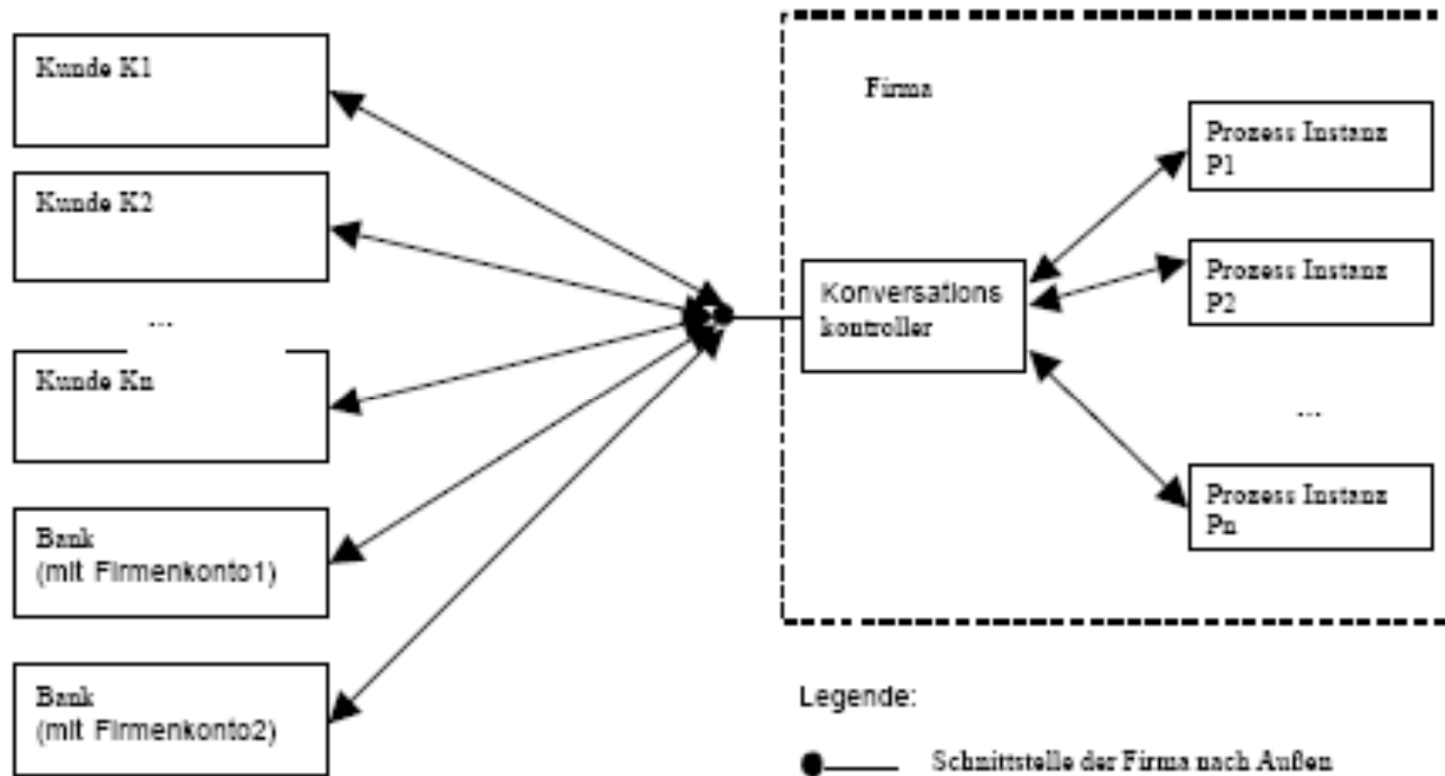 Kunde K1
Kunde K2
...
Kunde Kn
Bank
(mit Firmenkonto1)
Bank
(mit Firmenkonto2)
Firma
Konversations
kontroller
Prozess Instanz
P1
Prozess Instanz
P2
...
Prozess Instanz
Pn
Legende:
Schnittstelle der Firma nach Außen